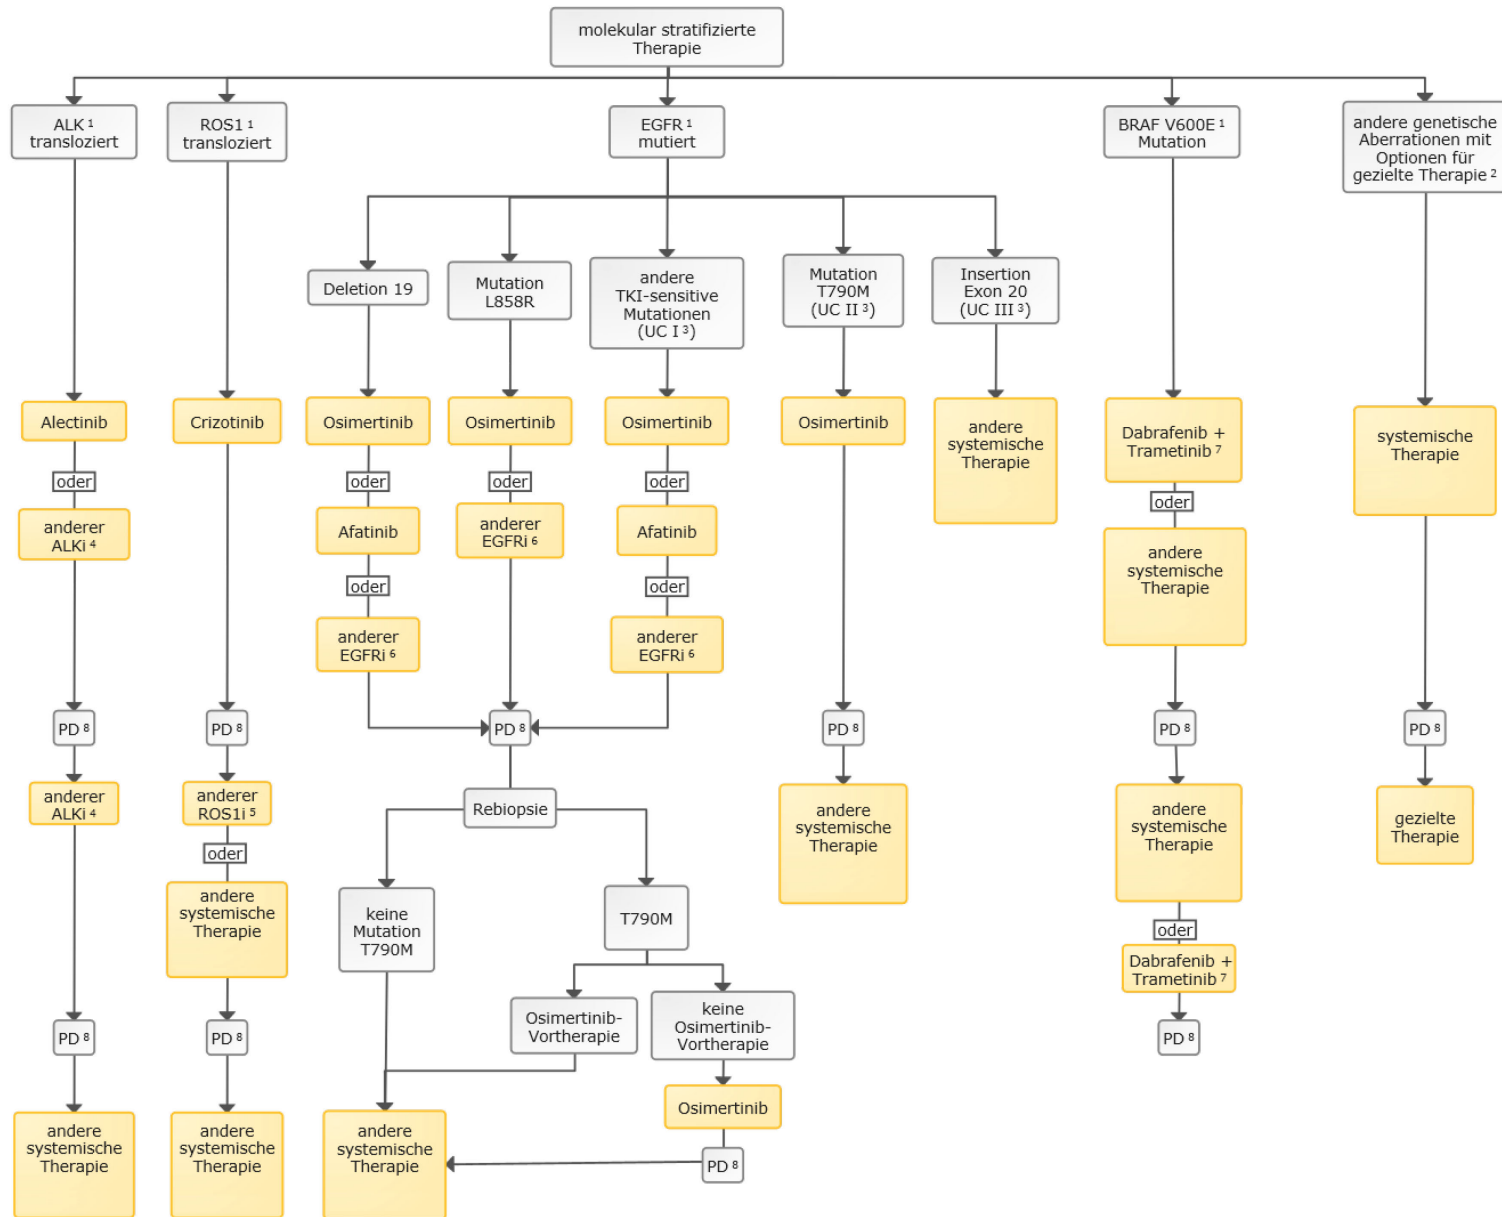 molekular stratifizierte
Therapie
ALK 1
transloziert
ROS1 1
transloziert
EGFR 1
mutiert
BRAF V600E 1
Mutation
andere genetische
Aberrationen mit
Optionen für
gezielte Therapie 2
Deletion 19
Mutation
L858R
andere
TKI-sensitive
Mutationen
(UC I 3)
Mutation
T790M
(UC II 3)
Insertion
Exon 20
(UC III 3)
Alectinib
oder
anderer
ALKi 4
Crizotinib
Osimertinib
oder
Afatinib
oder
anderer
EGFRi 6
Osimertinib
oder
anderer
EGFRi 6
Osimertinib
oder
Afatinib
oder
anderer
EGFRi 6
Osimertinib
andere
systemische
Therapie
Dabrafenib +
Trametinib 7
oder
andere
systemische
Therapie
systemische
Therapie
PD 8
PD 8
PD 8
PD 8
PD 8
PD 8
anderer
ALKi 4
anderer
ROS1i 5
oder
andere
systemische
Therapie
Rebiopsie
keine
Mutation
T790M
T790M
Osimertinib-
Vortherapie
keine
Osimertinib-
Vortherapie
andere
systemische
Therapie
andere
systemische
Therapie
oder
Dabrafenib +
Trametinib 7
PD 8
gezielte
Therapie
PD 8
PD 8
Osimertinib
PD 8
andere
systemische
Therapie
andere
systemische
Therapie
andere
systemische
Therapie